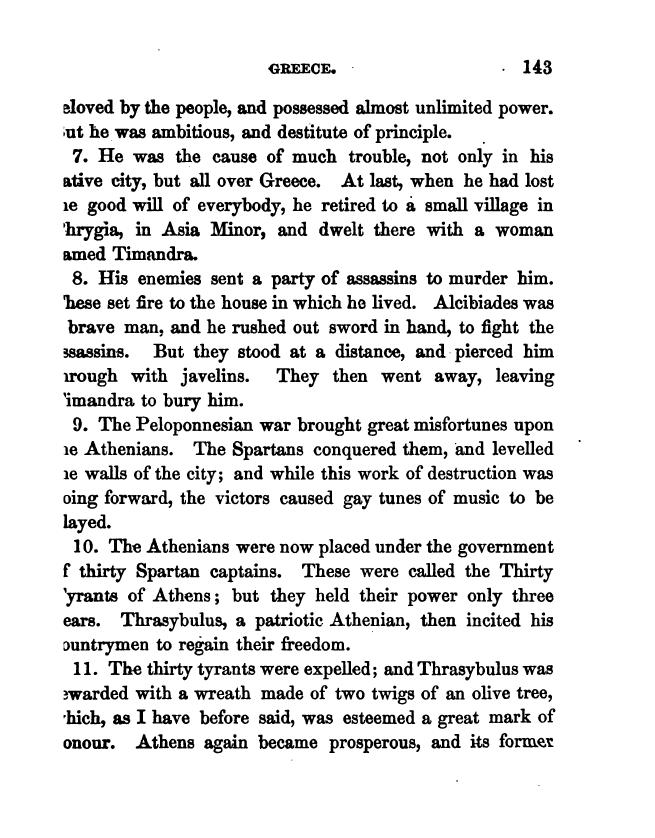 GREECE. 143
eloved by the people, and possessed almost unlimited power.
ut he was ambitious, and destitute of principle.
7. He was the cause of much trouble, not only in his
ative city, but all over Greece. At last, when he had lost
he good will of everybody, he retired to a small village in
hrygia, in Asia Minor, and dwelt there with a woman
amed Timandra.
8. His enemies sent a party of assassins to murder him.
hese set fire to the house in which he lived. Alcibiades was
brave man, and he rushed out sword in hand, to fight the
ssassins. But they stood at a distance, and pierced him
hrough with javelins. They then went away, leaving
imandra to bury him.
9. The Peloponnesian war brought great misfortunes upon
he Athenians. The Spartans conquered them, and levelled
he walls of the city; and while this work of destruction was
oing forward, the victors caused gay tunes of music to be
layed.
10. The Athenians were now placed under the government
f thirty Spartan captains. These were called the Thirty
yrants of Athens; but they held their power only three
ears. Thrasybulus, a patriotic Athenian, then incited his
ountrymen to regain their freedom.
11. The thirty tyrants were expelled; and Thrasybulus was
ewarded with a wreath made of two twigs of an olive tree,
hich, as I have before said, was esteemed a great mark of
onour. Athens again became prosperous, and its former